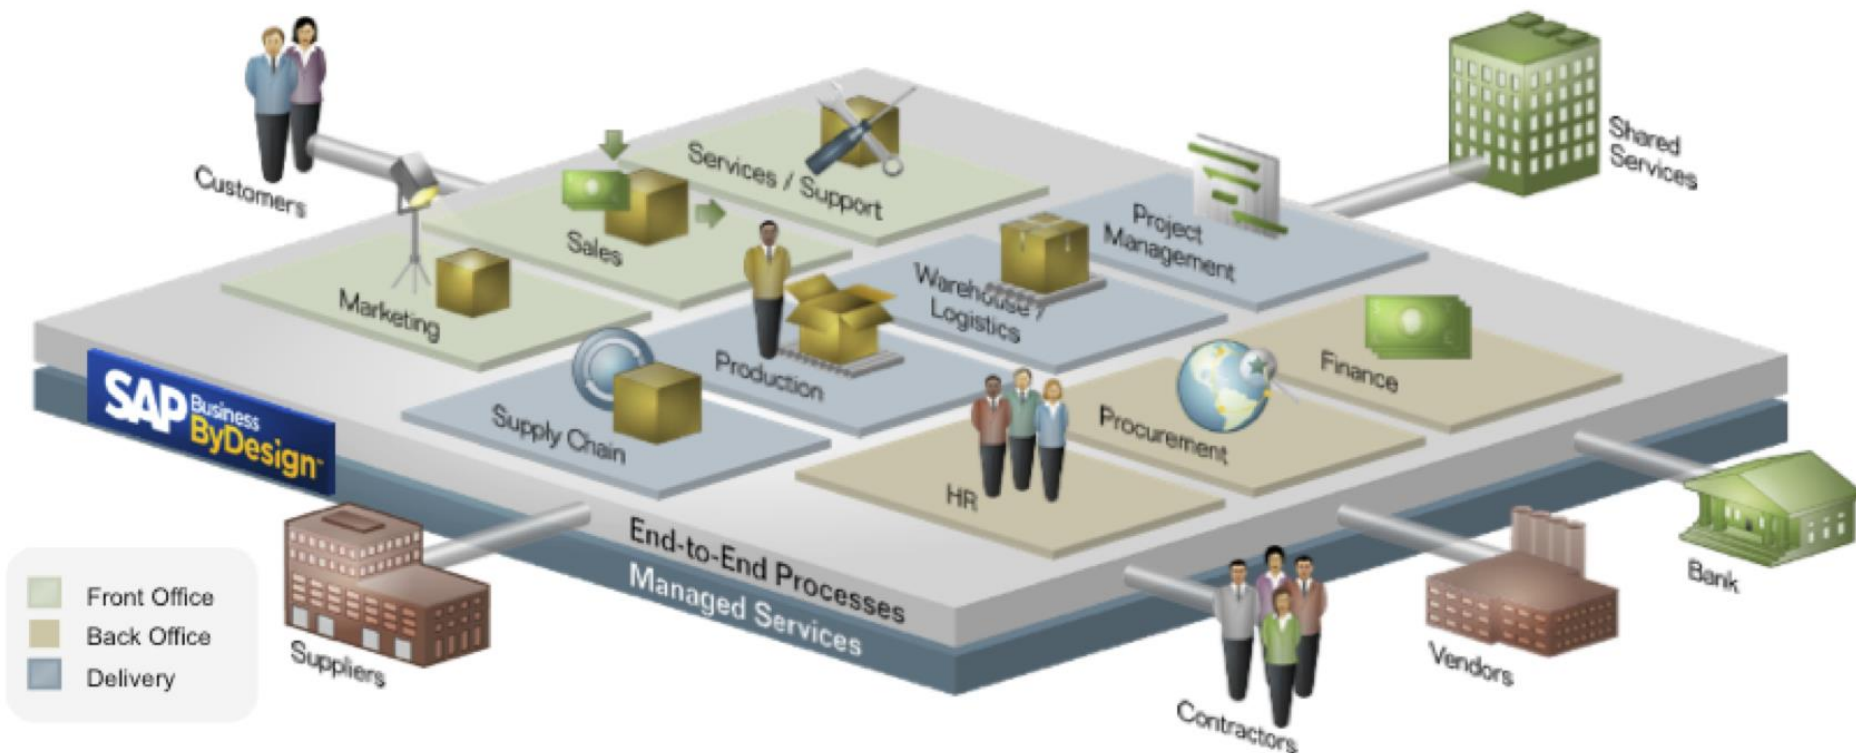 Customers
Shared
Services
Services / Support
Sales
Project
Management
Marketing
Warehouse /
Logistics
Production
Finance
Supply Chain
Procurement
HR
SAP Business
ByDesign™
End-to-End Processes
Managed Services
Bank
Front Office
Back Office
Delivery
Suppliers
Vendors
Contractors